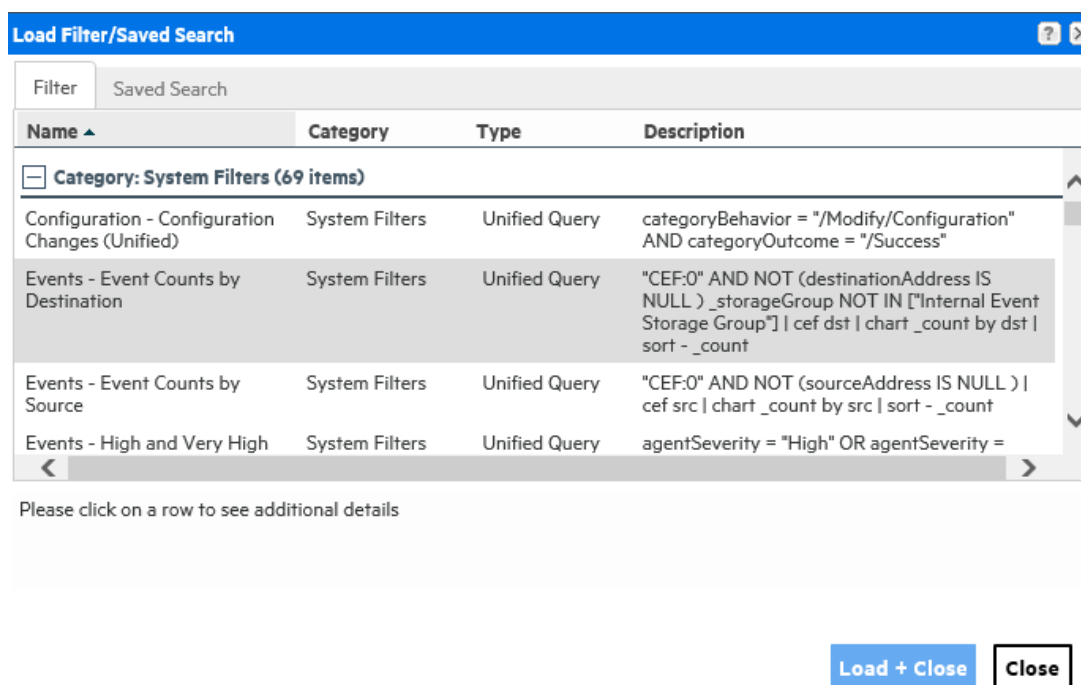 Load Filter/Saved Search
?
Filter
Saved Search
Name Category Type Description
Category: System Filters (69 items)
Configuration - Configuration System Filters Unified Query categoryBehavior = "/Modify/Configuration"
Changes (Unified) AND categoryOutcome = "/Success"
Events - Event Counts by System Filters Unified Query "CEF:0" AND NOT (destinationAddress IS
Destination NULL ) _storageGroup NOT IN ["Internal Event
Storage Group"] | cef dst | chart _count by dst |
sort - _count
Events - Event Counts by System Filters Unified Query "CEF:0" AND NOT (sourceAddress IS NULL ) |
Source cef src | chart _count by src | sort - _count
Events - High and Very High System Filters Unified Query agentSeverity = "High" OR agentSeverity =
Please click on a row to see additional details
Load + Close
Close